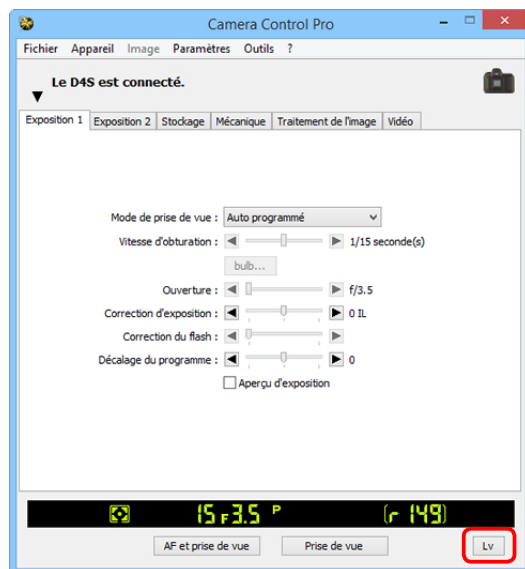 Camera Control Pro
Fichier Appareil Image Paramètres Outils ?
Le D4S est connecté.
Exposition 1 Exposition 2 Stockage Mécanique Traitement de l'image Vidéo
Mode de prise de vue : Auto programmé
Vitesse d'obturation : 1/15 seconde(s)
bulb...
Ouverture : f/3.5
Correction d'exposition : 0 IL
Correction du flash :
Décalage du programme : 0
Aperçu d'exposition
15 F3.5 P (r 149)
AF et prise de vue Prise de vue Lv